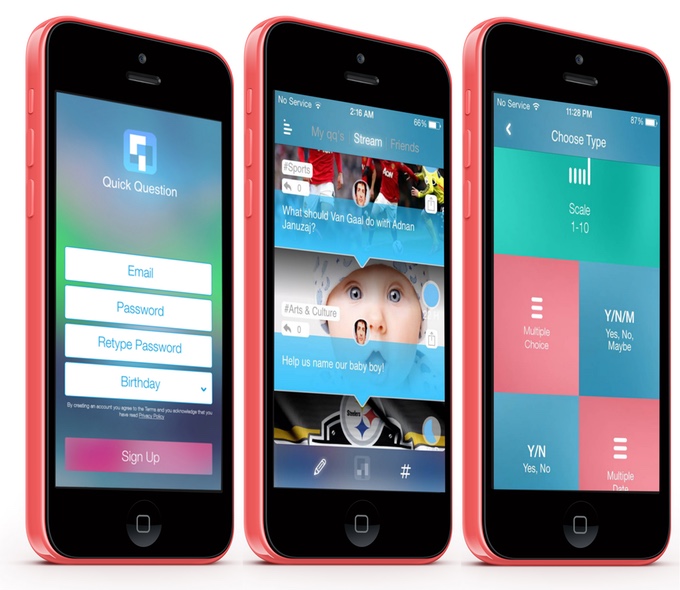 Quick Question
Email
Password
Retype Password
Birthday
By creating an account you agree to the Terms and you acknowledge that you
have read Privacy Policy
Sign Up
No Service
2:16 AM
66%
My qq's Stream Friends
#Sports
0
What should Van Gaal do with Adnan
Januzaj?
#Arts & Culture
0
Help us name our baby boy!
Steelers
#
No Service
11:28 PM
87%
Choose Type
Scale
1-10
Multiple
Choice
Y/N/M
Yes, No,
Maybe
Y/N
Yes, No
Multiple
Date